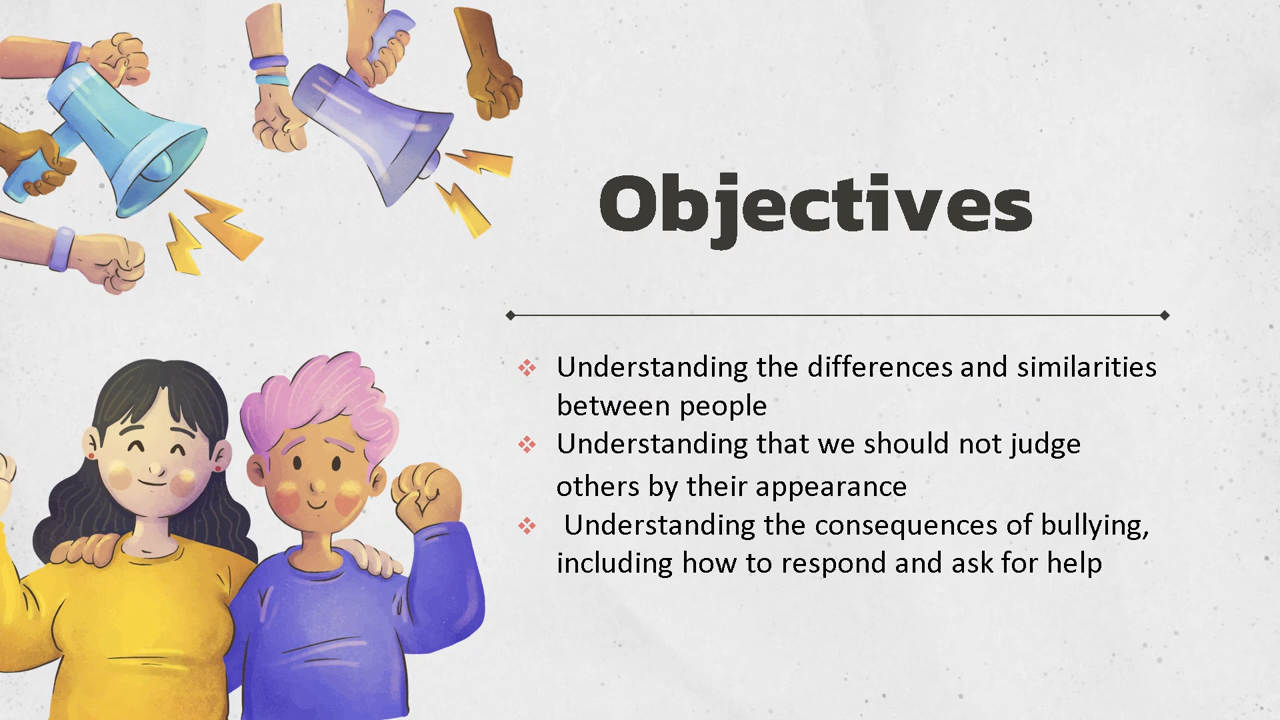 Objectives
❖ Understanding the differences and similarities
between people
❖ Understanding that we should not judge
others by their appearance
❖ Understanding the consequences of bullying,
including how to respond and ask for help